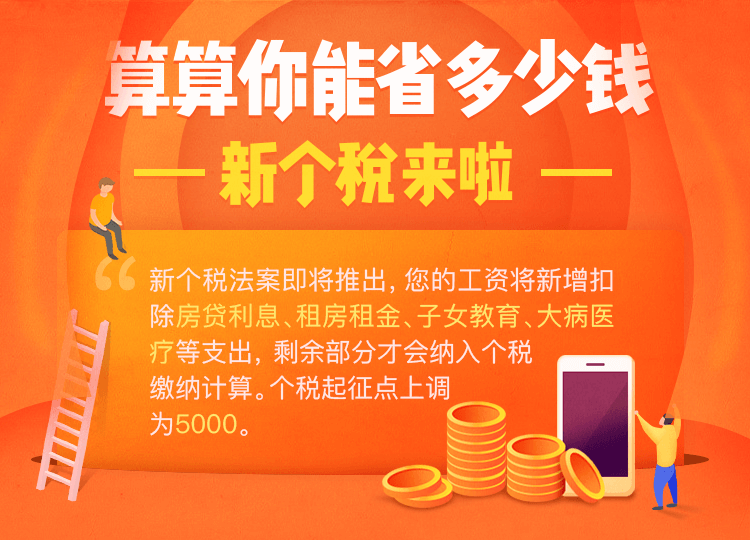 算算你能省多少钱
新个税来啦
“新个税法案即将推出，您的工资将新增扣
除房贷利息、租房租金、子女教育、大病医
疗等支出，剩余部分才会纳入个税
缴纳计算。个税起征点上调
为5000。